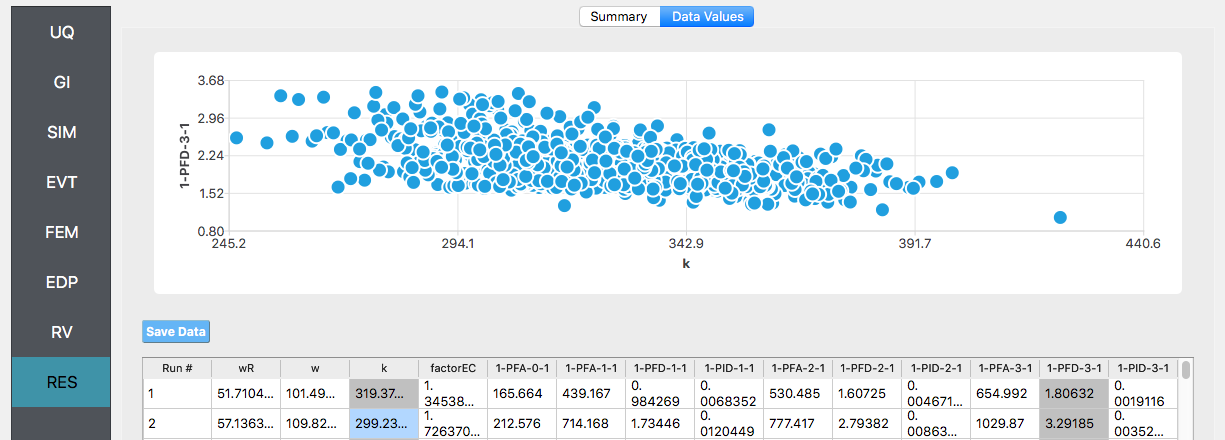 Summary Data Values
UQ
GI
SIM
EVT
FEM
EDP
RV
RES
1-PFD-3-1
3.68
2.96
2.24
1.52
0.80
245.2 294.1 342.9 391.7 440.6
k
Save Data
Run # wR w k factorEC 1-PFA-0-1 1-PFA-1-1 1-PFD-1-1 1-PID-1-1 1-PFA-2-1 1-PFD-2-1 1-PID-2-1 1-PFA-3-1 1-PFD-3-1 1-PID-3-1
1 51.7104... 101.49... 319.37... 1. 34538... 165.664 439.167 0. 984269 0. 0068352 530.485 1.60725 0. 004671... 654.992 1.80632 0. 0019116
2 57.1363... 109.82... 299.23... 1. 726370... 212.576 714.168 1.73446 0. 0120449 777.417 2.79382 0. 00863... 1029.87 3.29185 0. 00352...